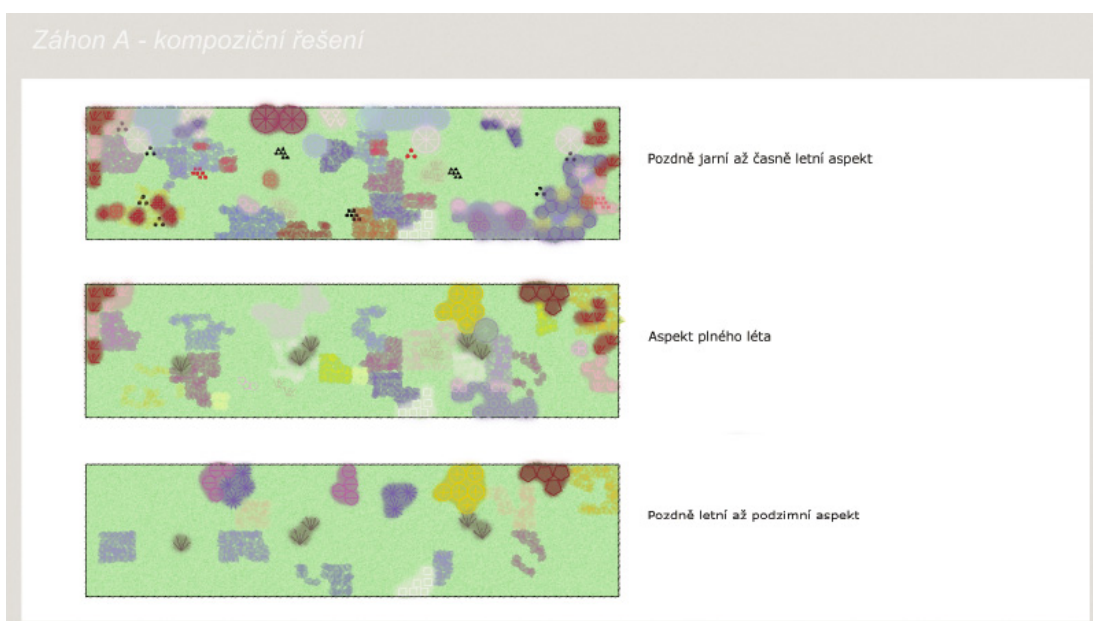 Záhon A - kompoziční řešení
Pozdně jarní až časně letní aspekt
Aspekt plného léta
Pozdně letní až podzimní aspekt